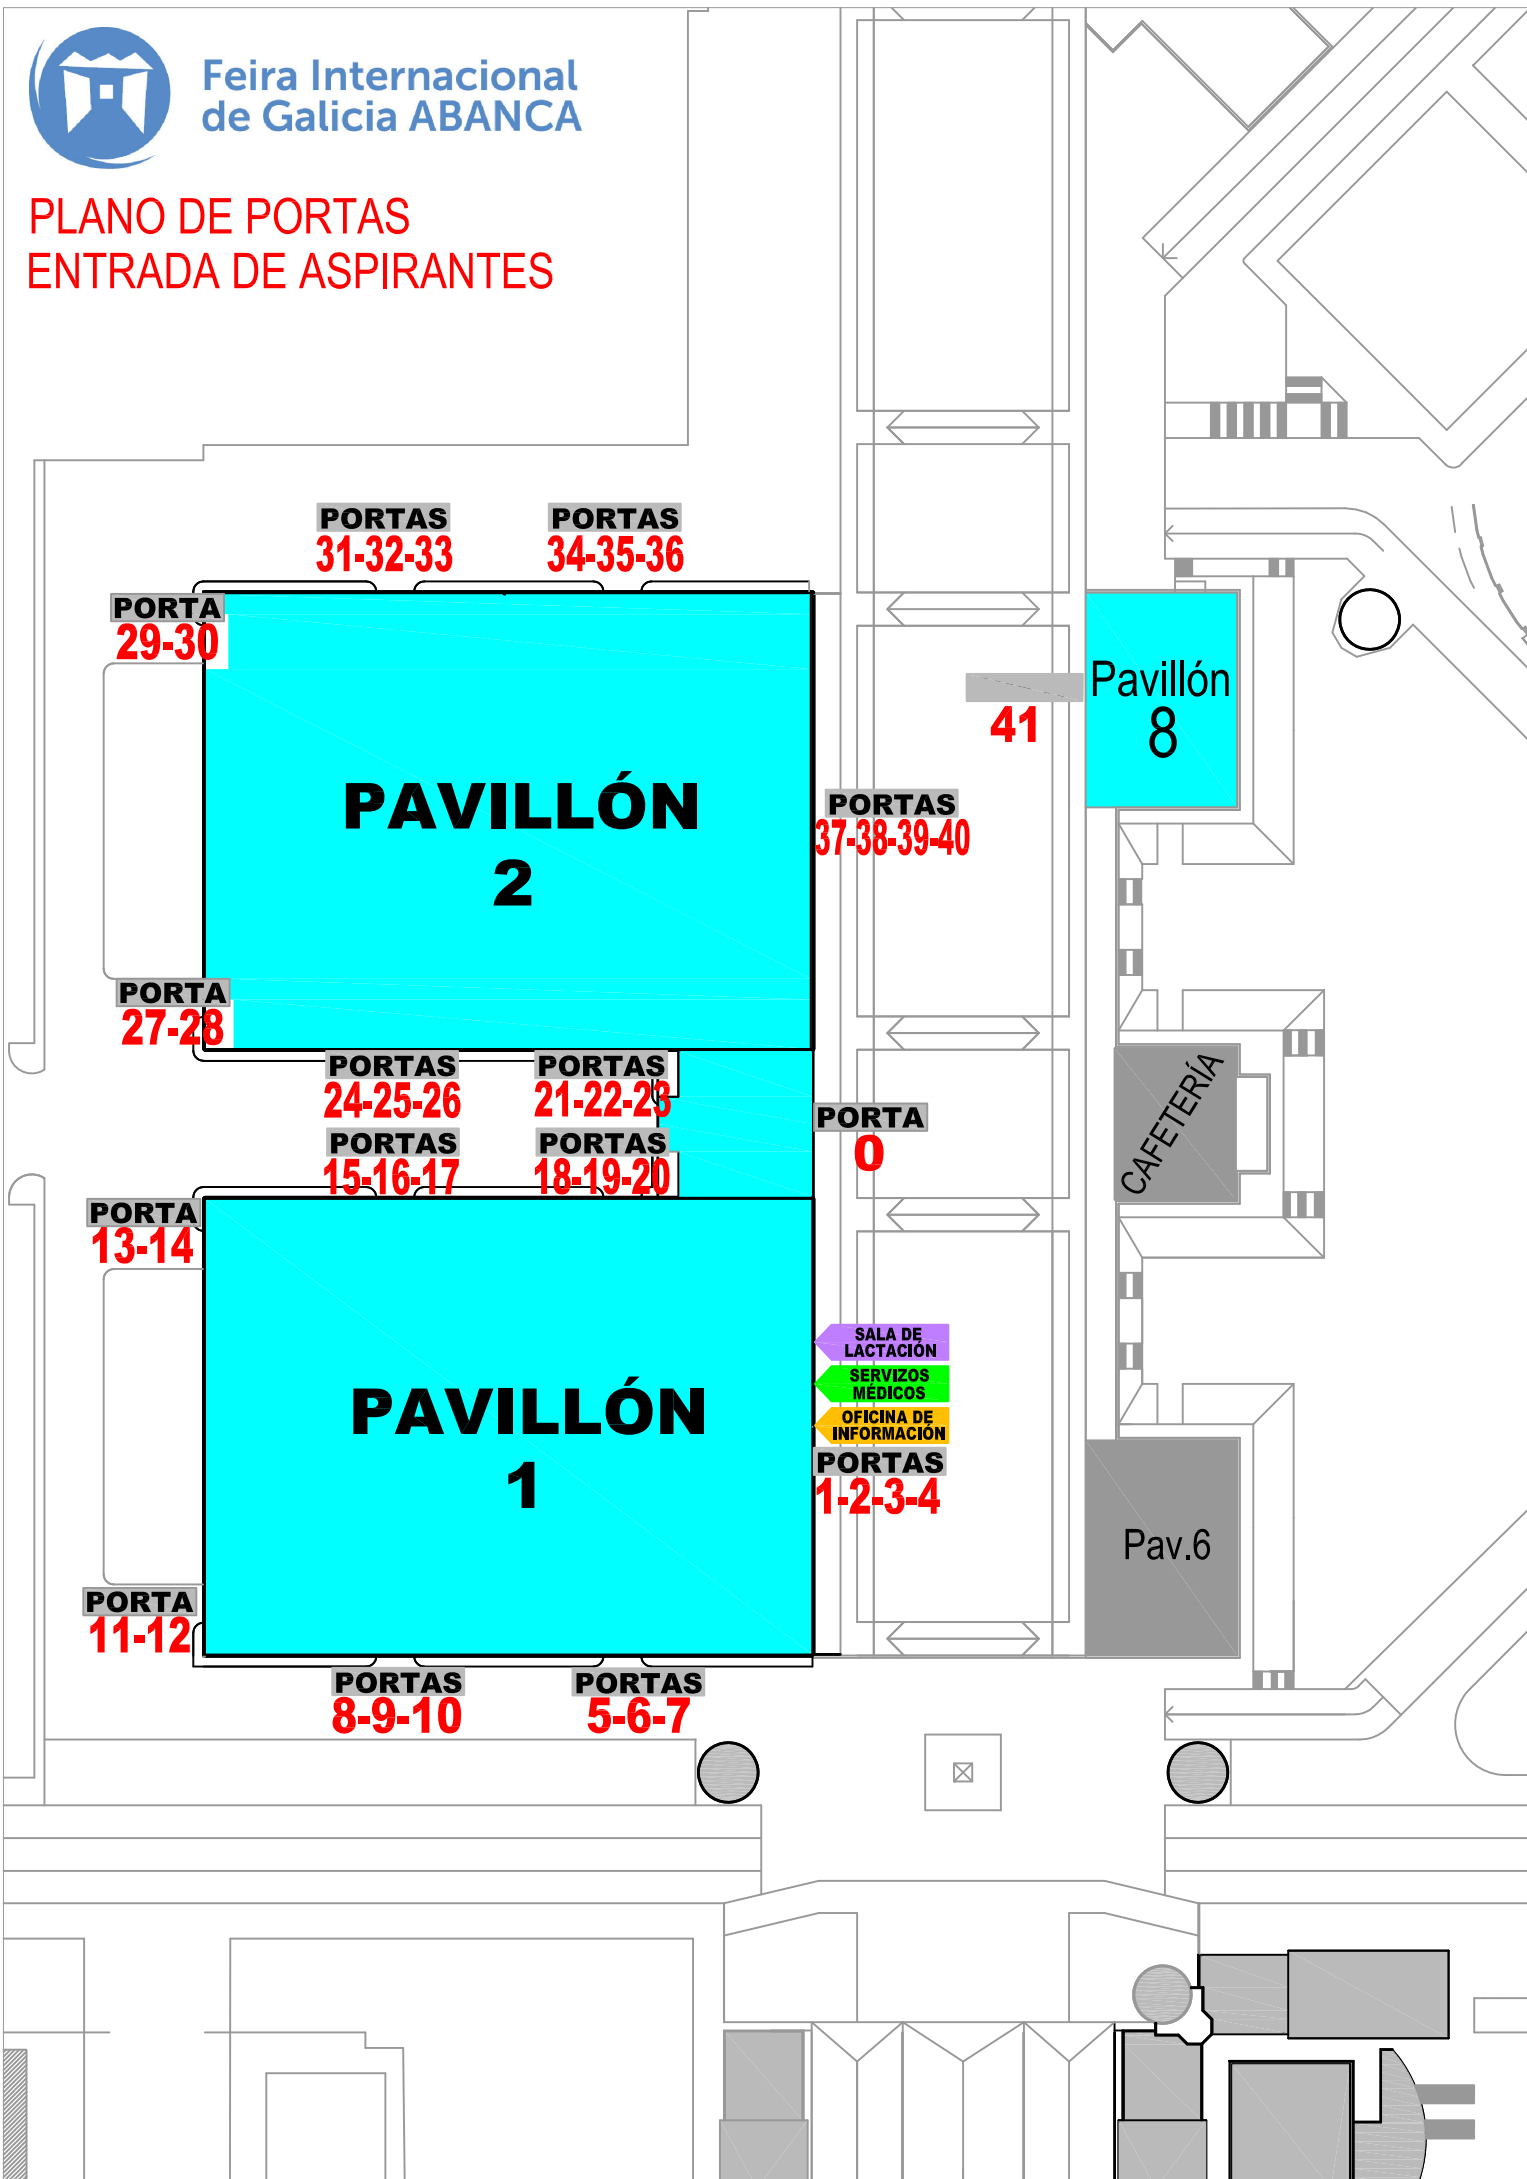 Feira Internacional
de Galicia ABANCA
PLANO DE PORTAS
ENTRADA DE ASPIRANTES
PORTAS
31-32-33
PORTAS
34-35-36
PORTA
29-30
41
Pavillón
8
PAVILLÓN
2
PORTAS
37-38-39-40
PORTA
27-28
PORTAS
24-25-26
PORTAS
21-22-23
PORTA
0
CAFETERÍA
PORTAS
15-16-17
PORTAS
18-19-20
PORTA
13-14
SALA DE
LACTACIÓN
SERVIZOS
MÉDICOS
OFICINA DE
INFORMACIÓN
PAVILLÓN
1
PORTAS
1-2-3-4
Pav.6
PORTA
11-12
PORTAS
8-9-10
PORTAS
5-6-7